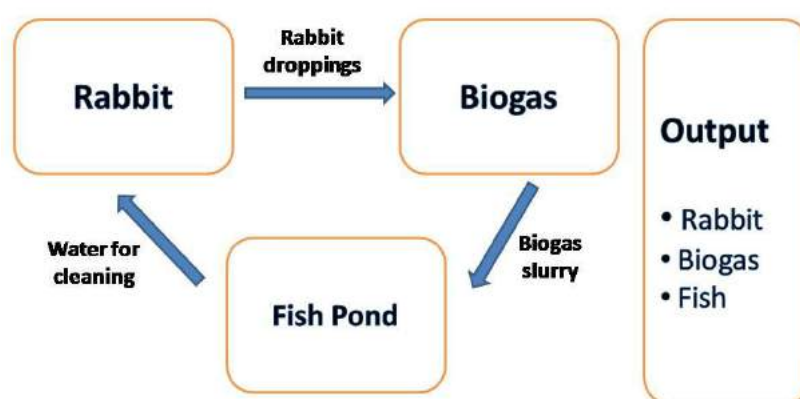 Rabbit
Rabbit
droppings
Biogas
Output
• Rabbit
• Biogas
• Fish
Water for
cleaning
Biogas
slurry
Fish Pond